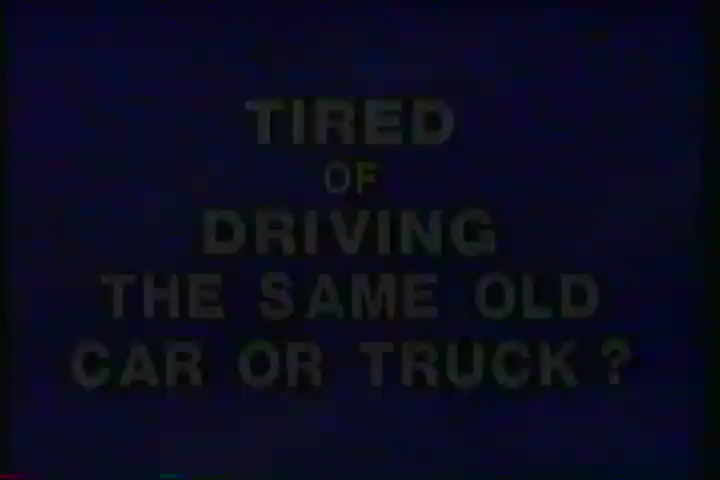 TIRED
OF
DRIVING
THE SAME OLD
CAR OR TRUCK ?